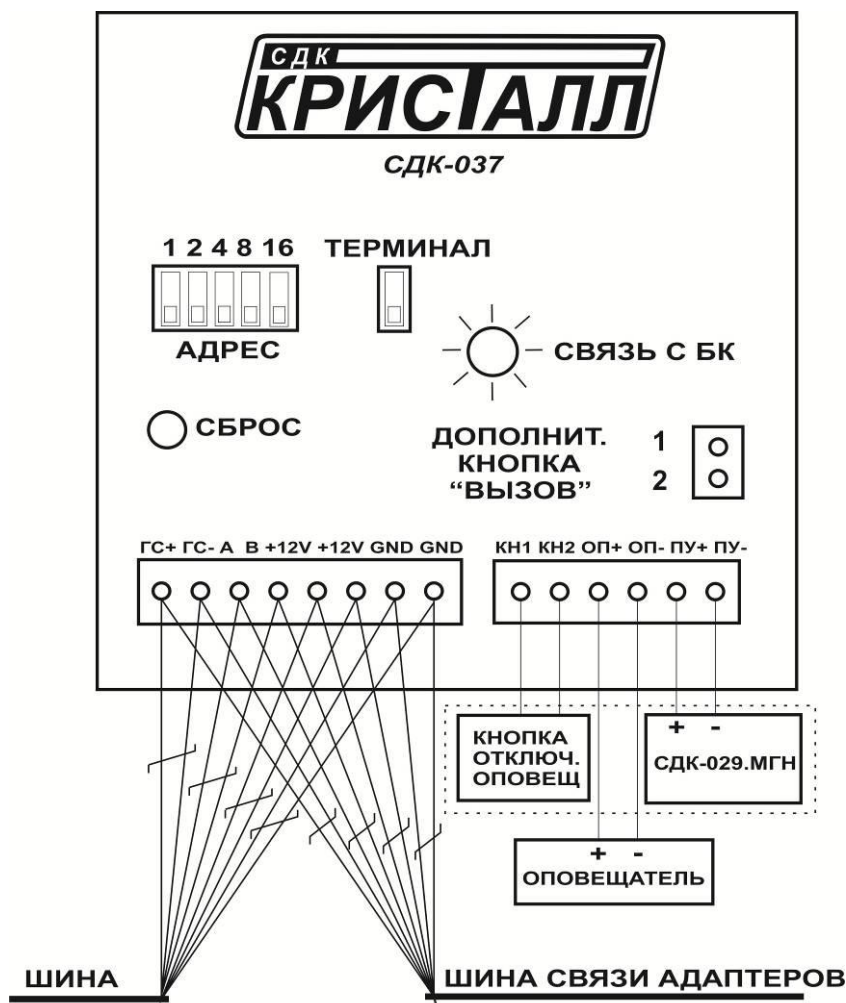 СДК
КРИСТАЛЛ
СДК-037
1 2 4 8 16
ТЕРМИНАЛ
АДРЕС
СВЯЗЬ С БК
СБРОС
ДОПОЛНИТ.
КНОПКА
“ВЫЗОВ”
1
2
ГС+ ГС- А В +12V +12V GND GND
КН1 КН2 ОП+ ОП- ПУ+ ПУ-
КНОПКА
ОТКЛЮЧ.
ОПОВЕЩ
+ -
СДК-029.МГН
+ -
ОПОВЕЩАТЕЛЬ
ШИНА
ШИНА СВЯЗИ АДАПТЕРОВ